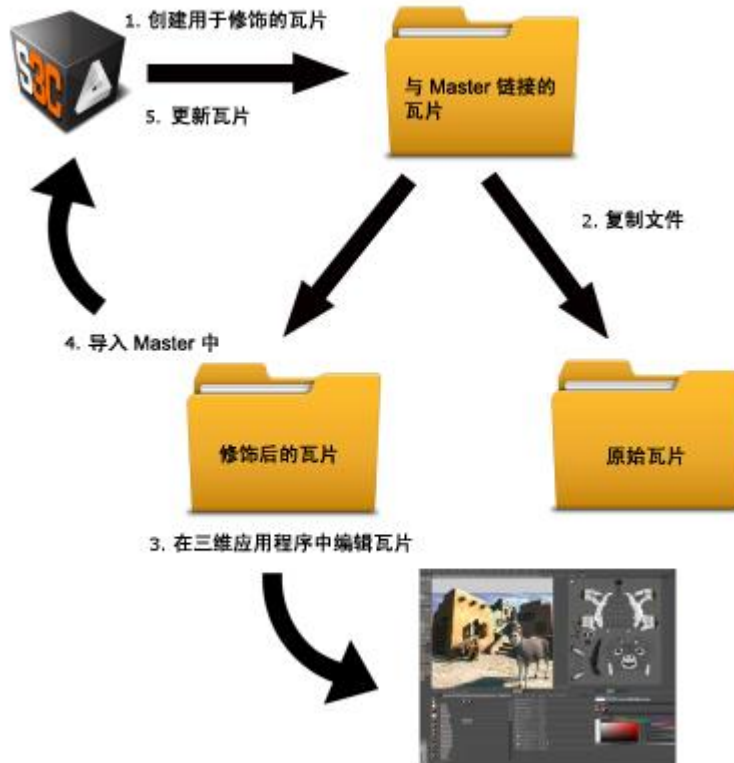 1. 创建用于修饰的瓦片
S3C
5. 更新瓦片
与 Master 链接的
瓦片
2. 复制文件
4. 导入 Master 中
修饰后的瓦片
原始瓦片
3. 在三维应用程序中编辑瓦片